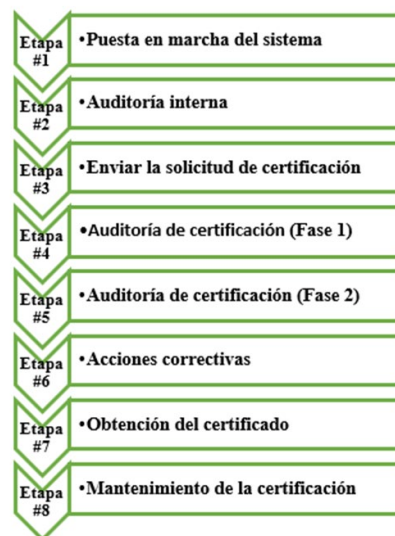 Etapa #1
•Puesta en marcha del sistema
Etapa #2
•Auditoría interna
Etapa #3
•Enviar la solicitud de certificación
Etapa #4
•Auditoría de certificación (Fase 1)
Etapa #5
•Auditoría de certificación (Fase 2)
Etapa #6
•Acciones correctivas
Etapa #7
•Obtención del certificado
Etapa #8
•Mantenimiento de la certificación